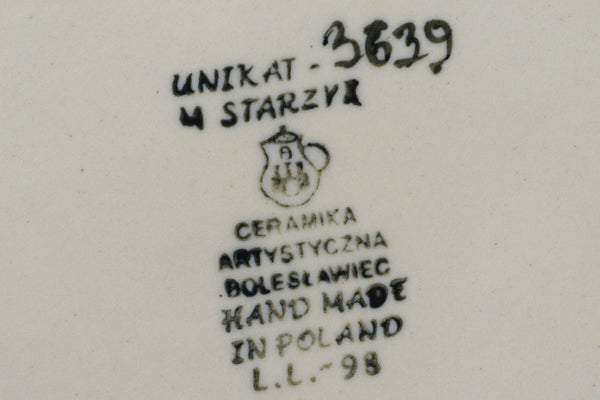 UNIKAT - 3639
M STARZYK
A
CERAMIKA
ARTYSTYCZNA
BOLESŁAWIEC
HAND MADE
IN POLAND
L.L.-98